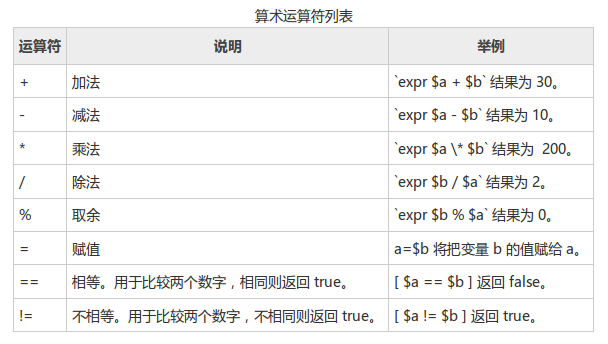 算术运算符列表
运算符 说明 举例
+ 加法 `expr $a + $b` 结果为 30。
- 减法 `expr $a - $b` 结果为 10。
* 乘法 `expr $a \* $b` 结果为  200。
/ 除法 `expr $b / $a` 结果为 2。
% 取余 `expr $b % $a` 结果为 0。
= 赋值 a=$b 将把变量 b 的值赋给 a。
== 相等。用于比较两个数字，相同则返回 true。 [ $a == $b ] 返回 false。
!= 不相等。用于比较两个数字，不相同则返回 true。 [ $a != $b ] 返回 true。